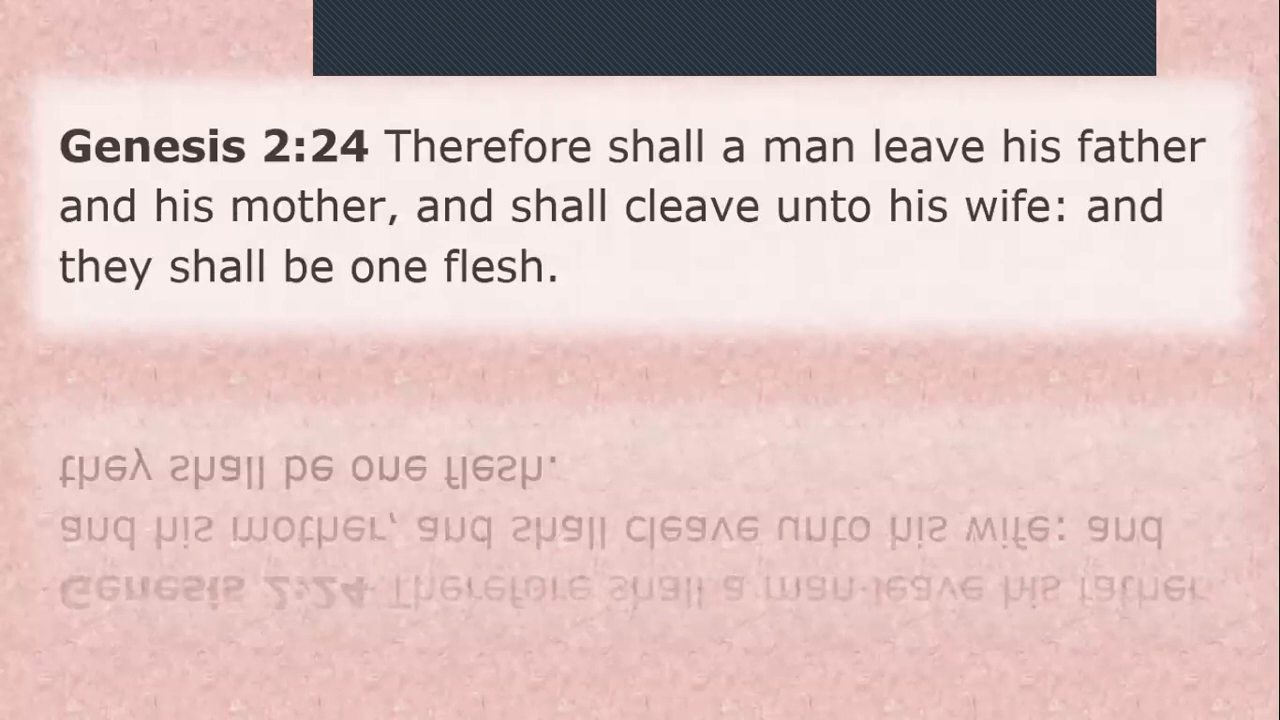 Genesis 2:24 Therefore shall a man leave his father
and his mother, and shall cleave unto his wife: and
they shall be one flesh.